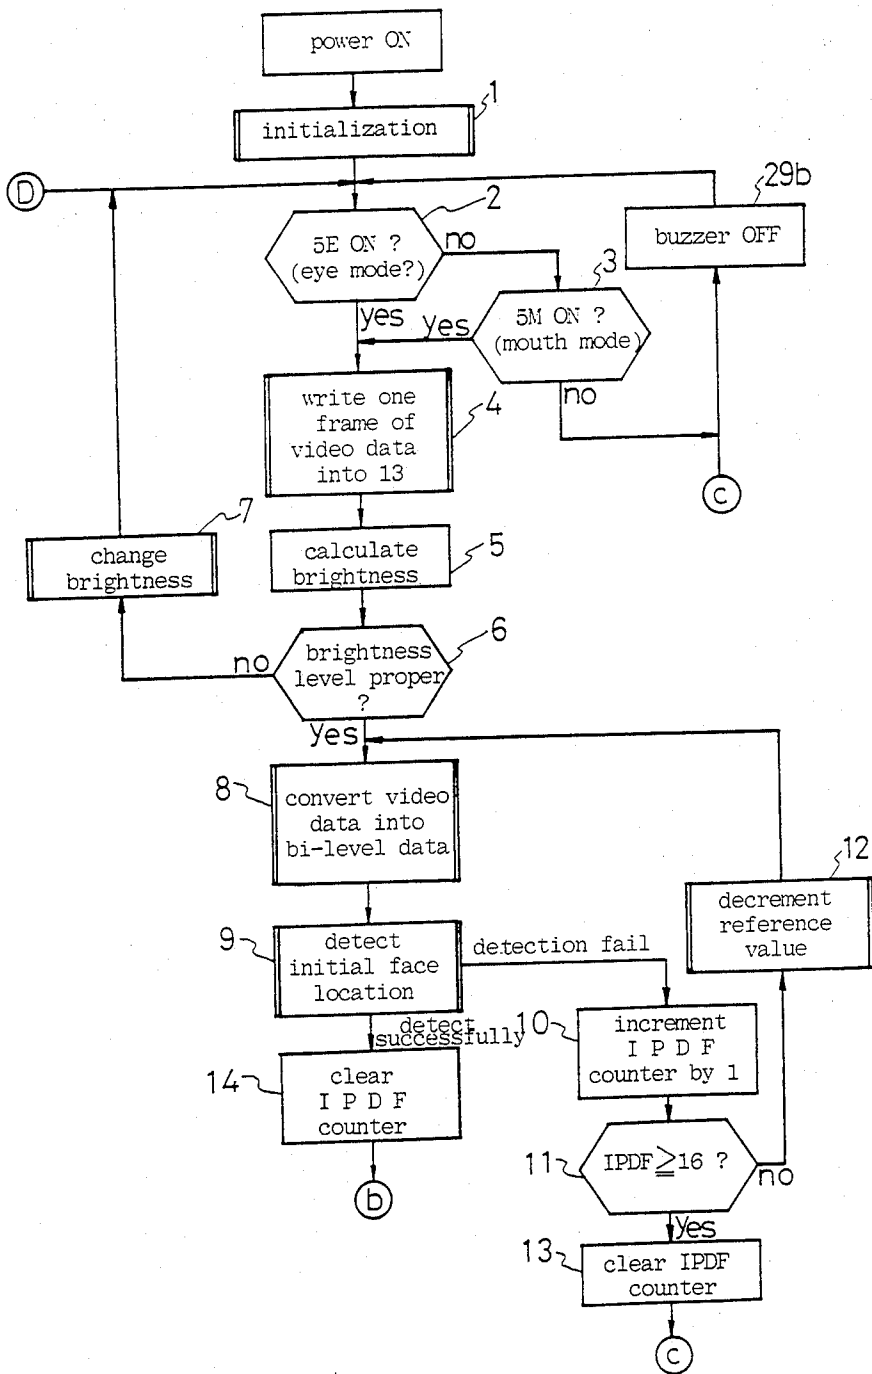 power ON
1
initialization
D
2
29b
5E ON ?
(eye mode?)
no
buzzer OFF
3
yes
yes
5M ON ?
(mouth mode)
no
4
write one
frame of
video data
into 13
c
7
change
brightness
5
calculate
brightness
6
no
brightness
level proper
?
Yes
8
convert video
data into
bi-level data
12
decrement
reference
value
9
detect
initial face
location
detection fail
detect
successfully
10
increment
I P D F
counter by 1
14
clear
I P D F
counter
11
IPDF≧16 ?
no
b
Yes
13
clear IPDF
counter
c